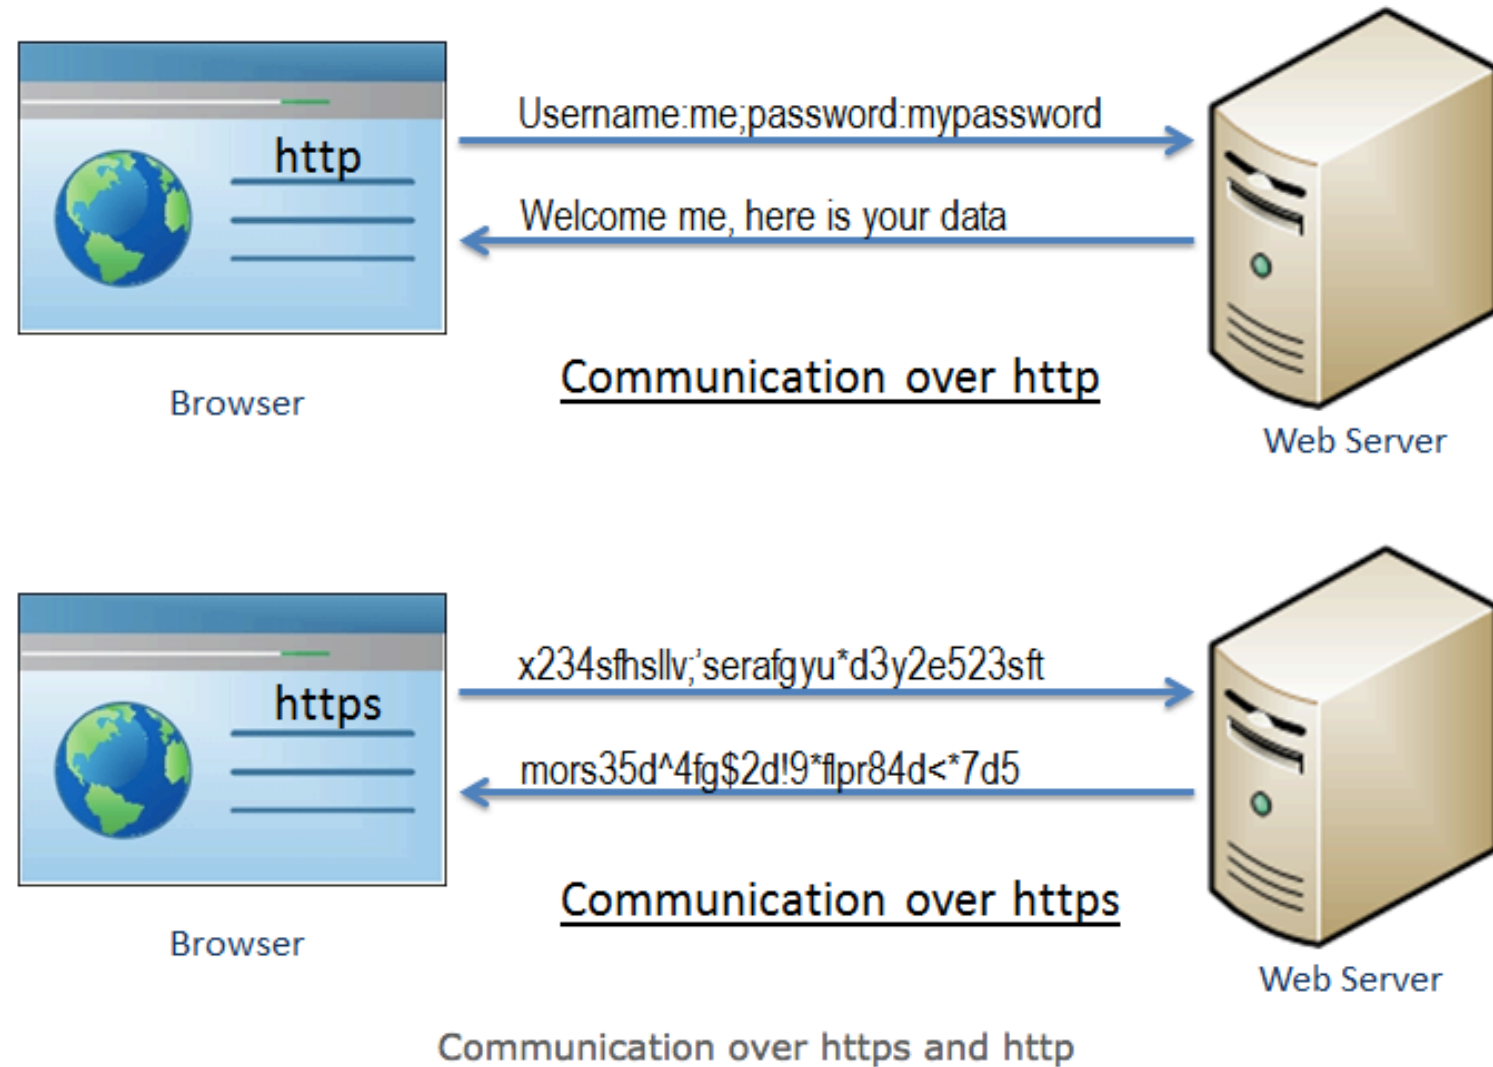 http
Username:me;password:mypassword
Welcome me, here is your data
Communication over http
Browser
Web Server
https
x234sfhsllv;'serafgyu*d3y2e523sft
mors35d^4fg$2d!9*flpr84d<*7d5
Communication over https
Browser
Web Server
Communication over https and http